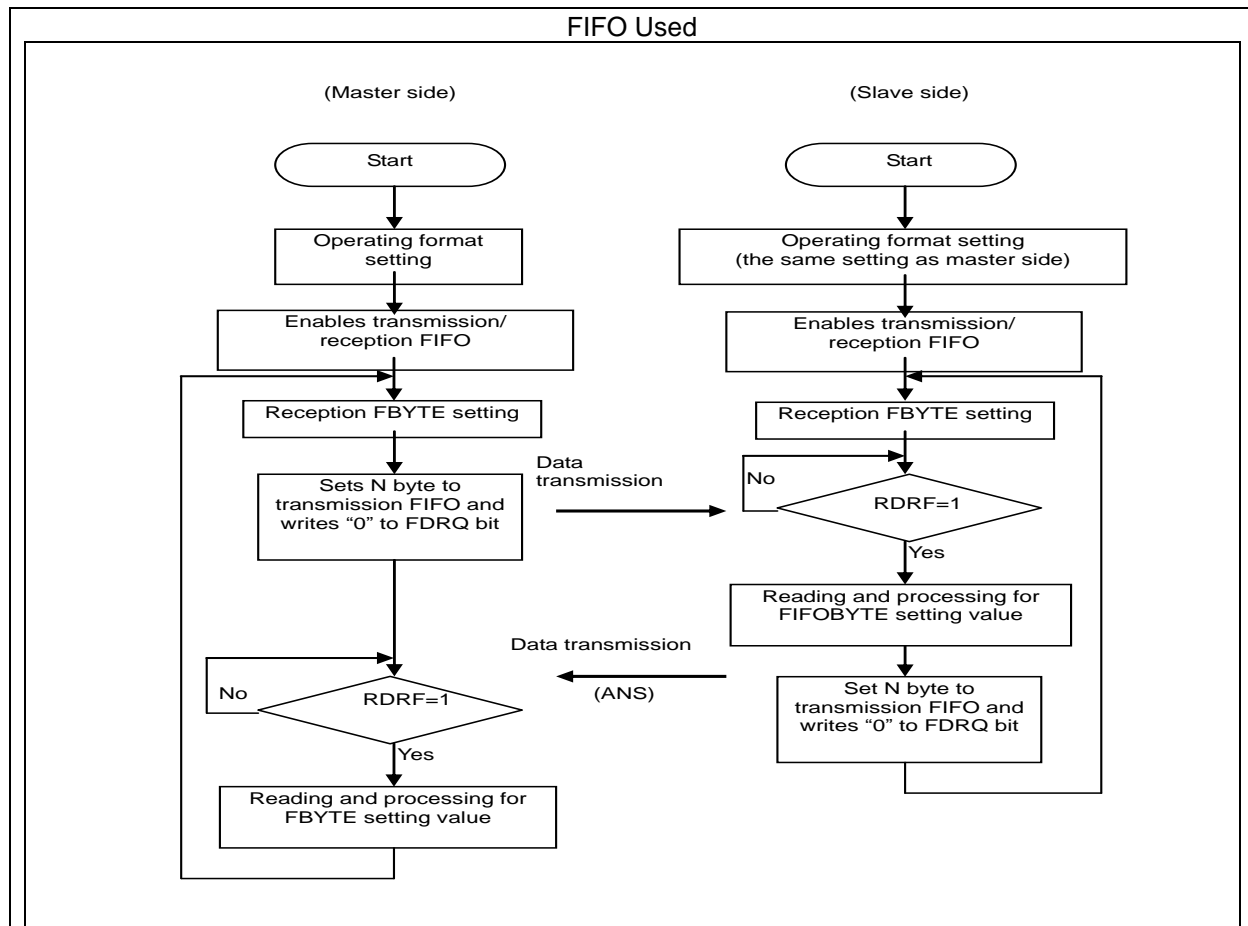 FIFO Used
(Master side)
Start
Operating format
setting
Enables transmission/
reception FIFO
Reception FBYTE setting
Sets N byte to
transmission FIFO and
writes “0” to FDRQ bit
Data
transmission
RDRF=1
No
Yes
Reading and processing for
FBYTE setting value
(Slave side)
Start
Operating format setting
(the same setting as master side)
Enables transmission/
reception FIFO
Reception FBYTE setting
No
RDRF=1
Yes
Reading and processing for
FIFOBYTE setting value
Data transmission
(ANS)
Set N byte to
transmission FIFO and
writes “0” to FDRQ bit